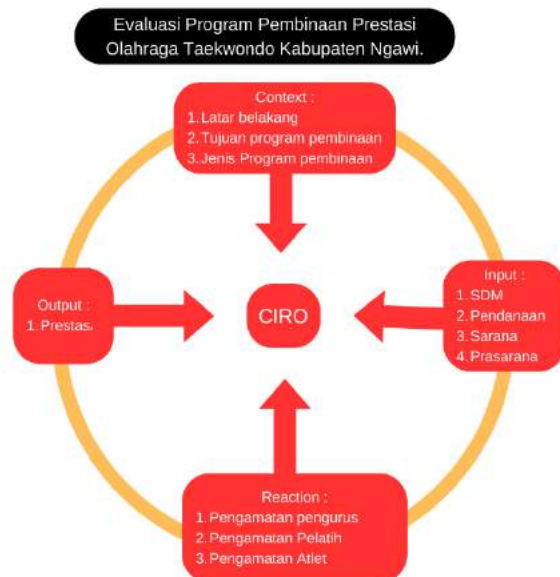 Evaluasi Program Pembinaan Prestasi
Olahraga Taekwondo Kabupaten Ngawi.
Context :
1. Latar belakang
2. Tujuan program pembinaan
3. Jenis Program pembinaan
Output :
1. Prestasi
CIRO
Input :
1. SDM
2. Pendanaan
3. Sarana
4. Prasarana
Reaction :
1. Pengamatan pengurus
2. Pengamatan Pelatih
3. Pengamatan Atlet